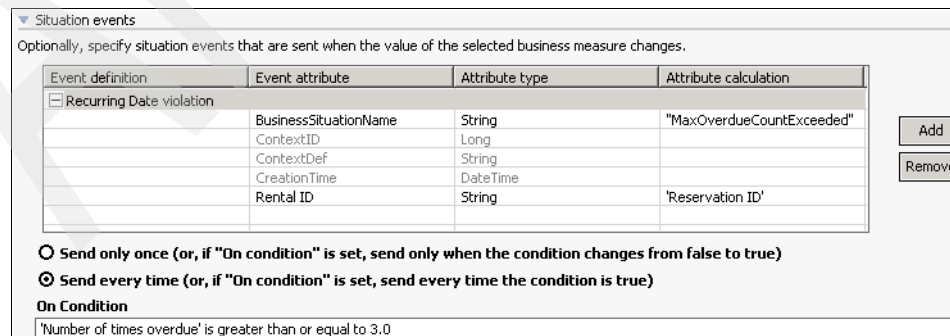 Situation events
Optionally, specify situation events that are sent when the value of the selected business measure changes.
Event definition Event attribute Attribute type Attribute calculation
Recurring Date violation
BusinessSituationName String "MaxOverdueCountExceeded"
ContextID Long
ContextDef String
CreationTime DateTime
Rental ID String 'Reservation ID'
Add
Remove
Send only once (or, if "On condition" is set, send only when the condition changes from false to true)
Send every time (or, if "On condition" is set, send every time the condition is true)
On Condition
'Number of times overdue' is greater than or equal to 3.0